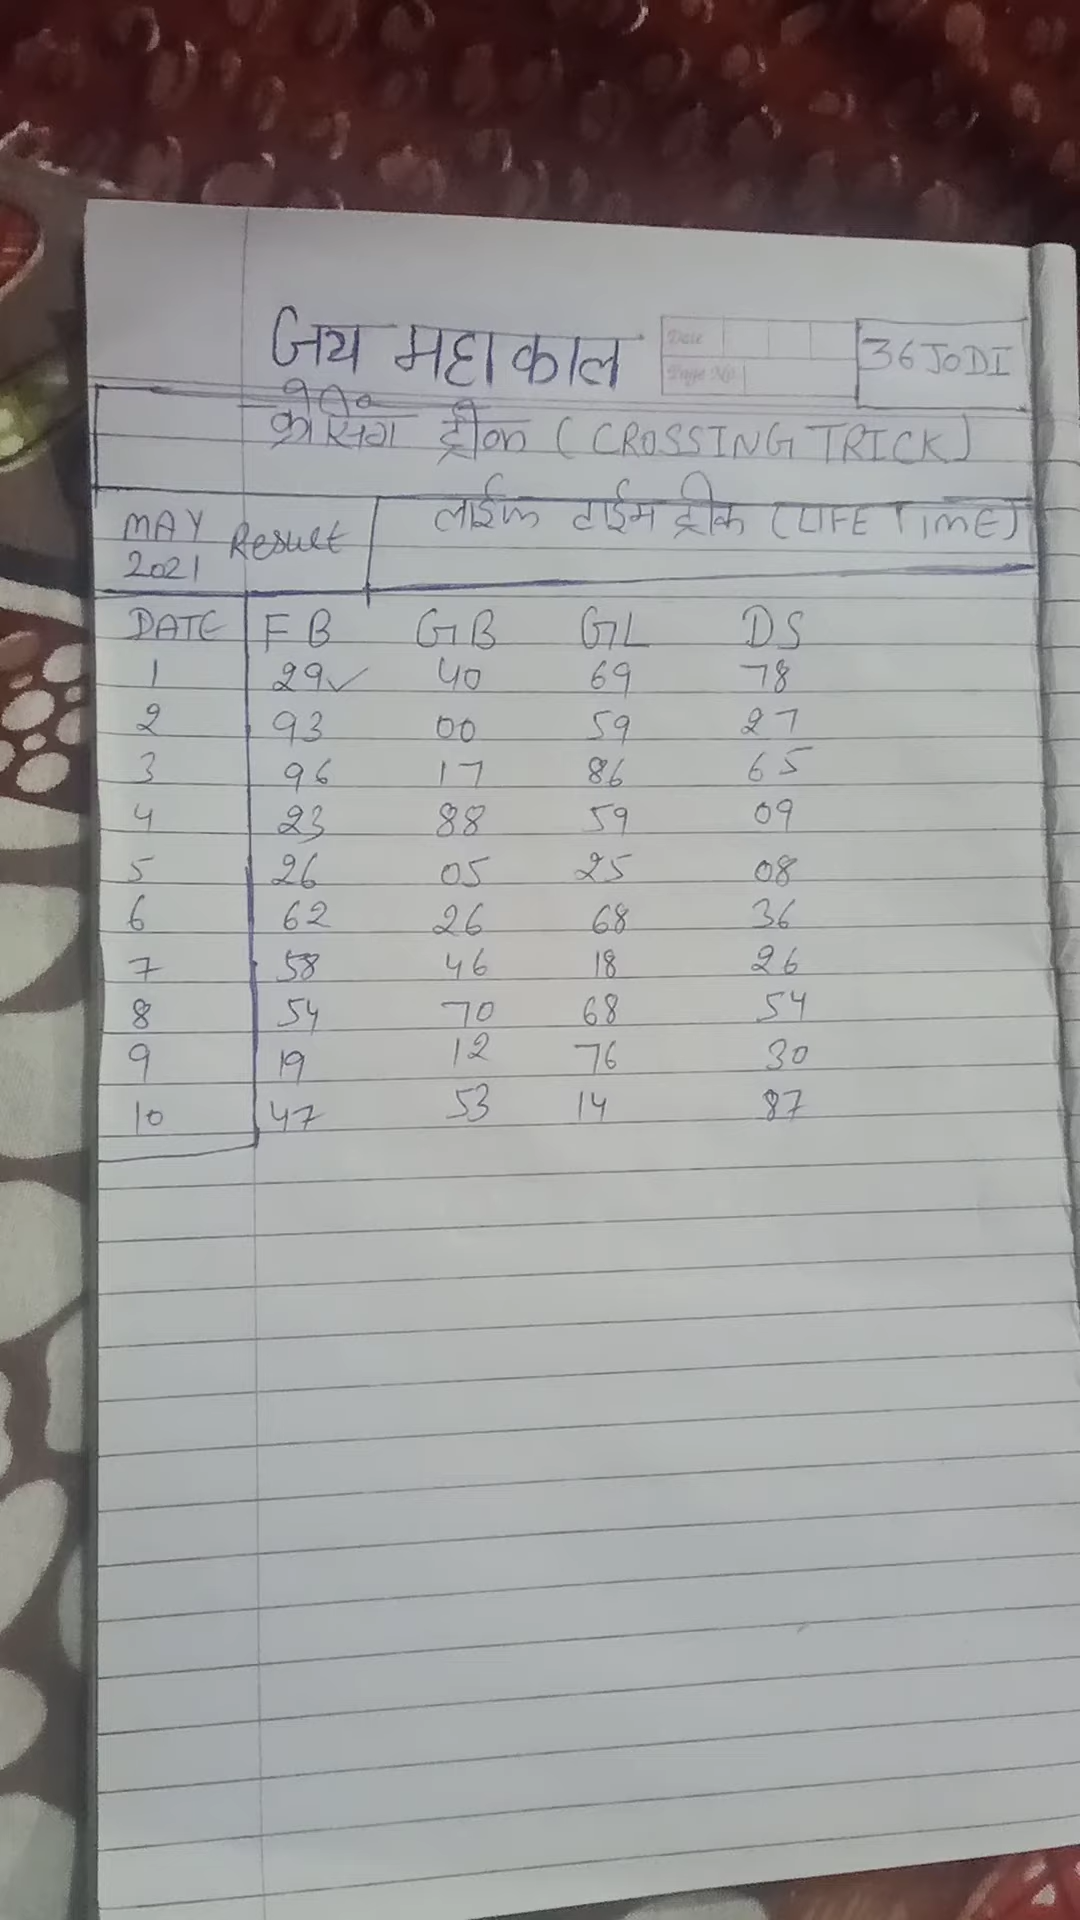 जय महाकाल
Date
Page No.
36 JODI
क्रोसिंग ट्रीक (CROSSING TRICK)
MAY 2021 Result
लाईफ टाईम ट्रीक (LIFE TIME)
DATE FB GB GL DS
1 29✓ 40 69 78
2 93 00 59 27
3 96 17 86 65
4 23 88 59 09
5 26 05 25 08
6 62 26 68 36
7 58 46 18 26
8 54 70 68 54
9 19 12 76 30
10 47 53 14 87